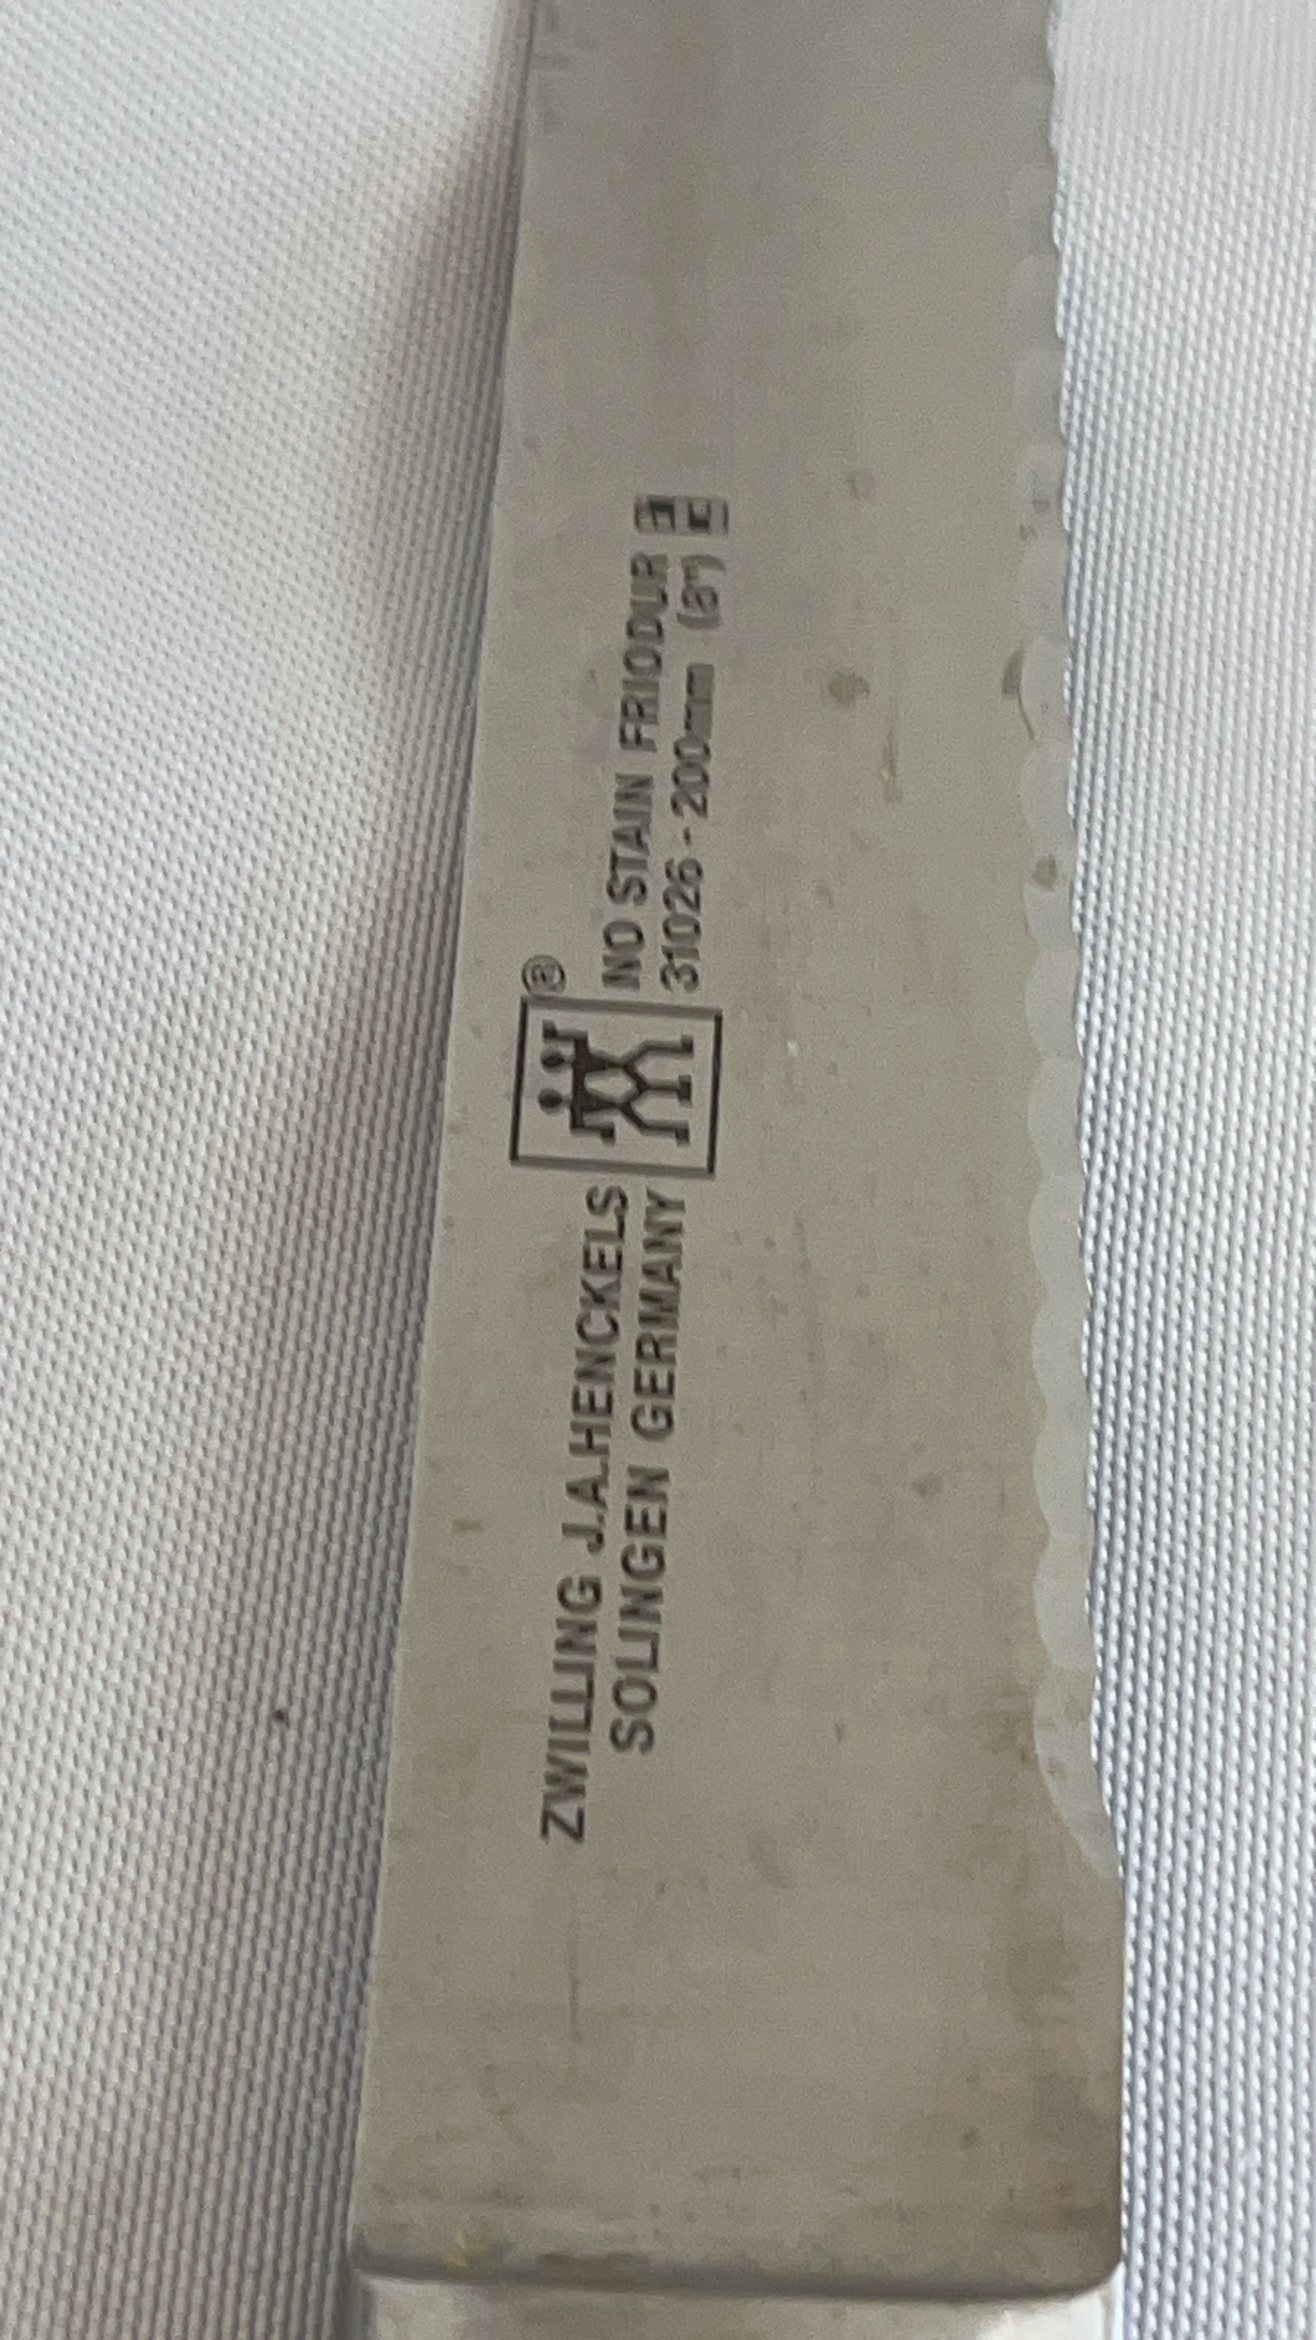 ZWILLING J.A.HENCKELS
SOLINGEN GERMANY
®
NO STAIN FRIODUR
31026 - 200mm (8")